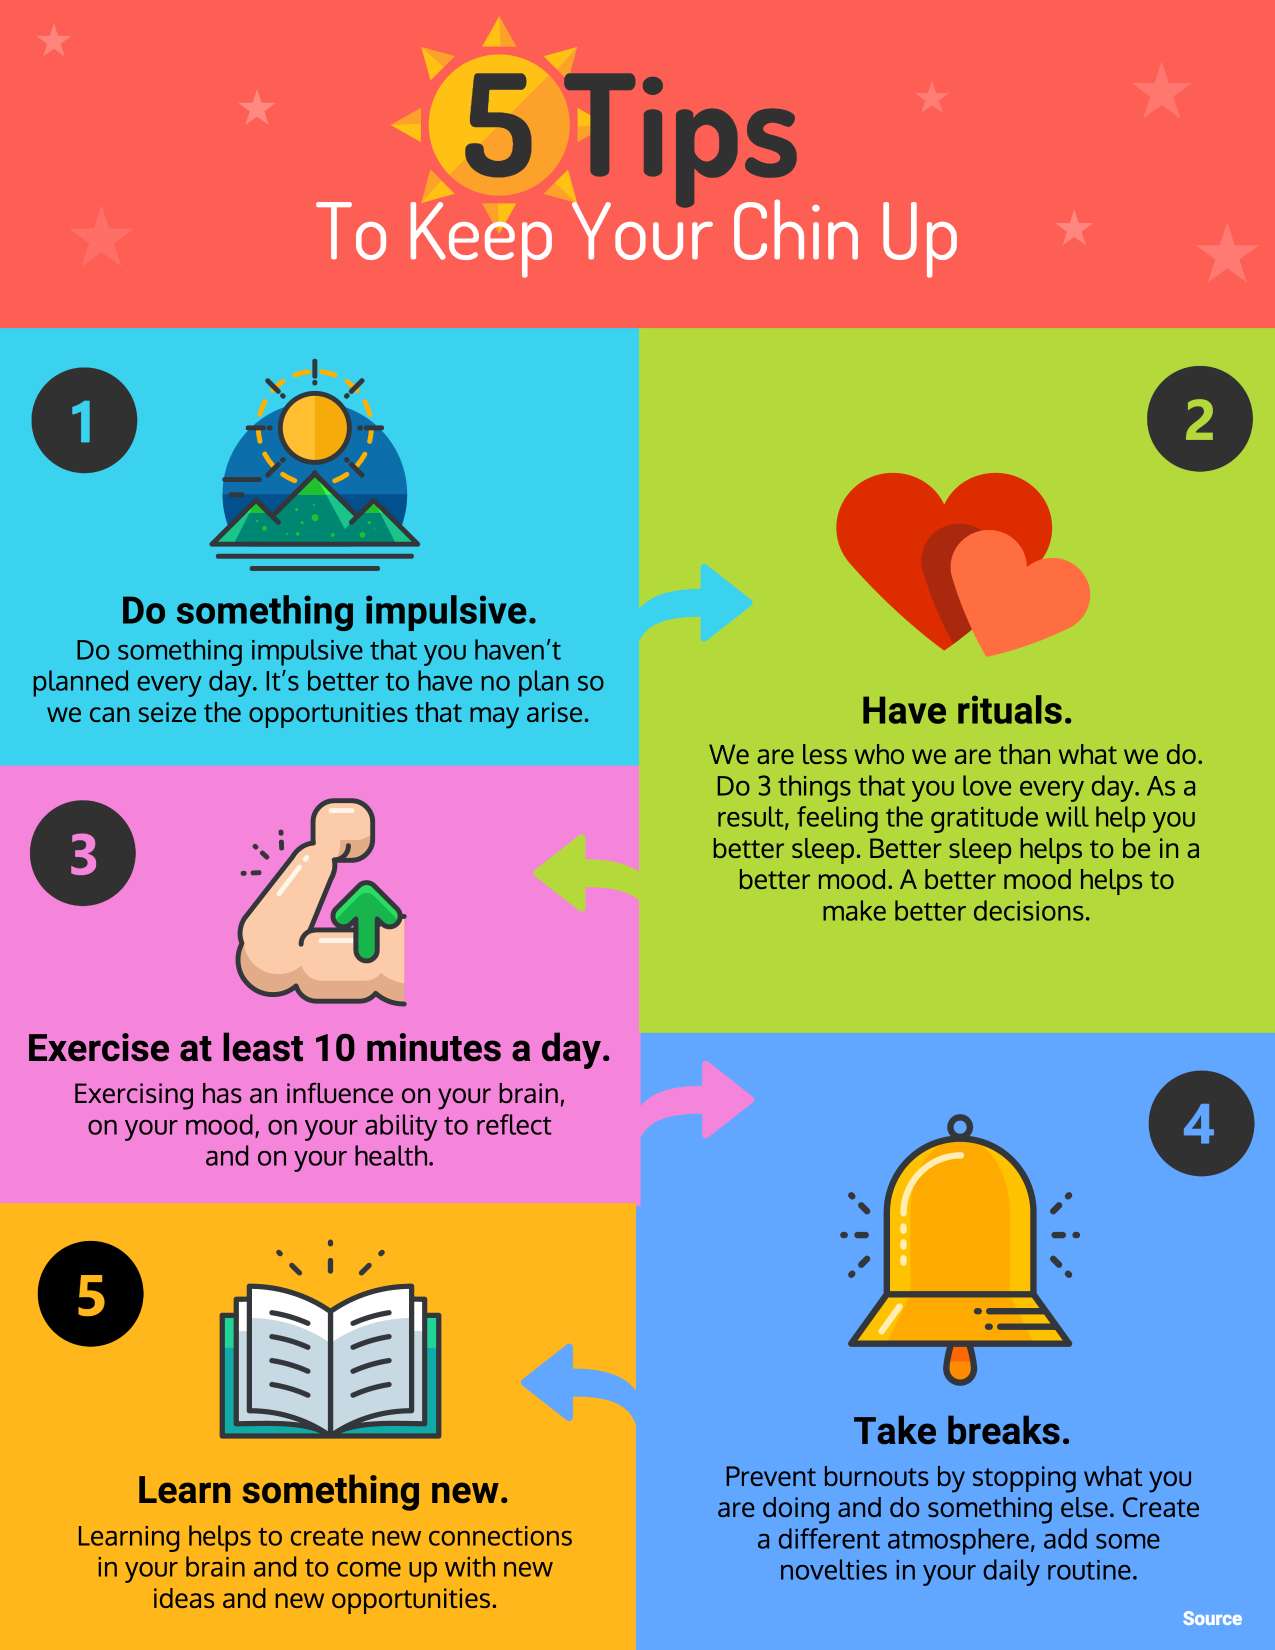 5 Tips
To Keep Your Chin Up
1
Do something impulsive.
Do something impulsive that you haven't
planned every day. It's better to have no plan so
we can seize the opportunities that may arise.
2
Have rituals.
We are less who we are than what we do.
Do 3 things that you love every day. As a
result, feeling the gratitude will help you
better sleep. Better sleep helps to be in a
better mood. A better mood helps to
make better decisions.
3
Exercise at least 10 minutes a day.
Exercising has an influence on your brain,
on your mood, on your ability to reflect
and on your health.
4
Take breaks.
Prevent burnouts by stopping what you
are doing and do something else. Create
a different atmosphere, add some
novelties in your daily routine.
5
Learn something new.
Learning helps to create new connections
in your brain and to come up with new
ideas and new opportunities.
Source